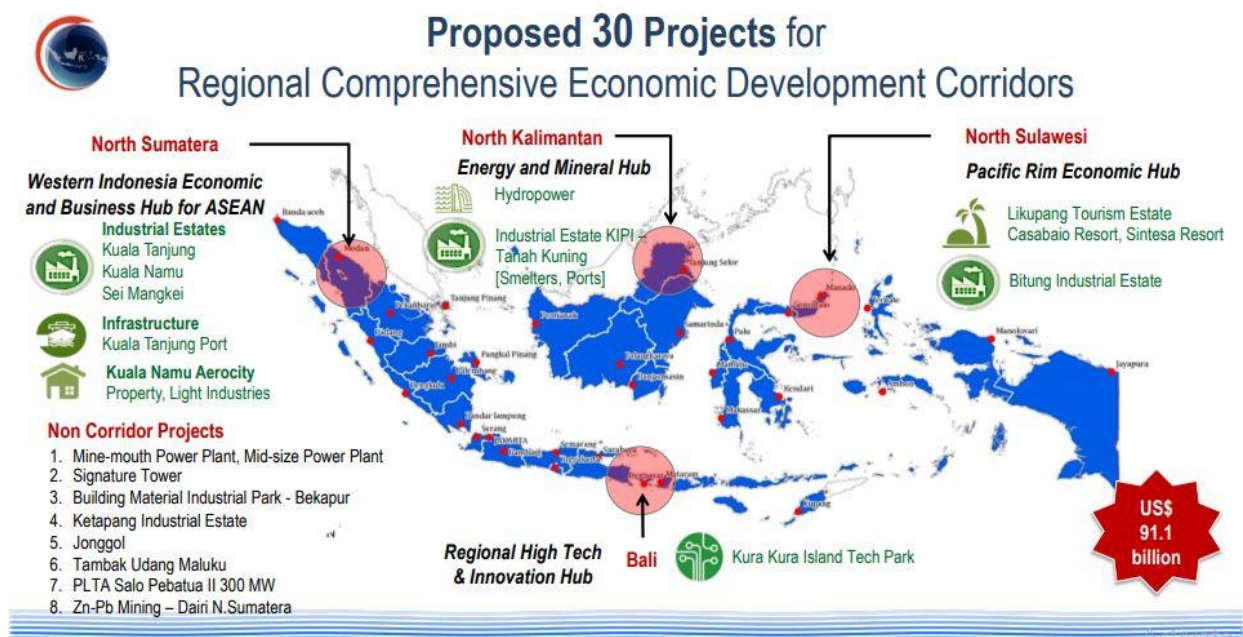 Proposed 30 Projects for
Regional Comprehensive Economic Development Corridors
North Sumatera
Western Indonesia Economic
and Business Hub for ASEAN
Industrial Estates
Kuala Tanjung
Kuala Namu
Sei Mangkei
Infrastructure
Kuala Tanjung Port
Kuala Namu Aerocity
Property, Light Industries
Non Corridor Projects
1. Mine-mouth Power Plant, Mid-size Power Plant
2. Signature Tower
3. Building Material Industrial Park - Bekapur
4. Ketapang Industrial Estate
5. Jonggol
6. Tambak Udang Maluku
7. PLTA Salo Pebatua II 300 MW
8. Zn-Pb Mining – Dairi N.Sumatera
North Kalimantan
Energy and Mineral Hub
Hydropower
Industrial Estate KIPI –
Tanah Kuning
[Smelters, Ports]
North Sulawesi
Pacific Rim Economic Hub
Likupang Tourism Estate
Casabaio Resort, Sintesa Resort
Bitung Industrial Estate
Banda aceh
Medan
Pekanbaru
Tanjung Pinang
Padang
Jambi
Pangkal Pinang
Palembang
Bengkulu
Bandar lampung
Serang
Bandung
Semarang
Yogyakarta
Surabaya
Denpasar
Mataram
Kupang
Pontianak
Palangkaraya
Banjarmasin
Samarinda
Tanjung Selor
Manado
Gorontalo
Palu
Mamuju
Makassar
Kendari
Ternate
Ambon
Manokwari
Jayapura
Regional High Tech
& Innovation Hub
Bali
Kura Kura Island Tech Park
US$
91.1
billion